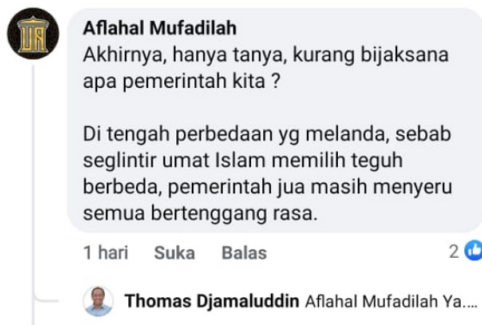 Aflahal Mufadilah
Akhirnya, hanya tanya, kurang bijaksana
apa pemerintah kita ?
Di tengah perbedaan yg melanda, sebab
seglintir umat Islam memilih teguh
berbeda, pemerintah jua masih menyeru
semua bertenggang rasa.
1 hari Suka Balas 2
Thomas Djamaluddin Aflahal Mufadilah Ya....